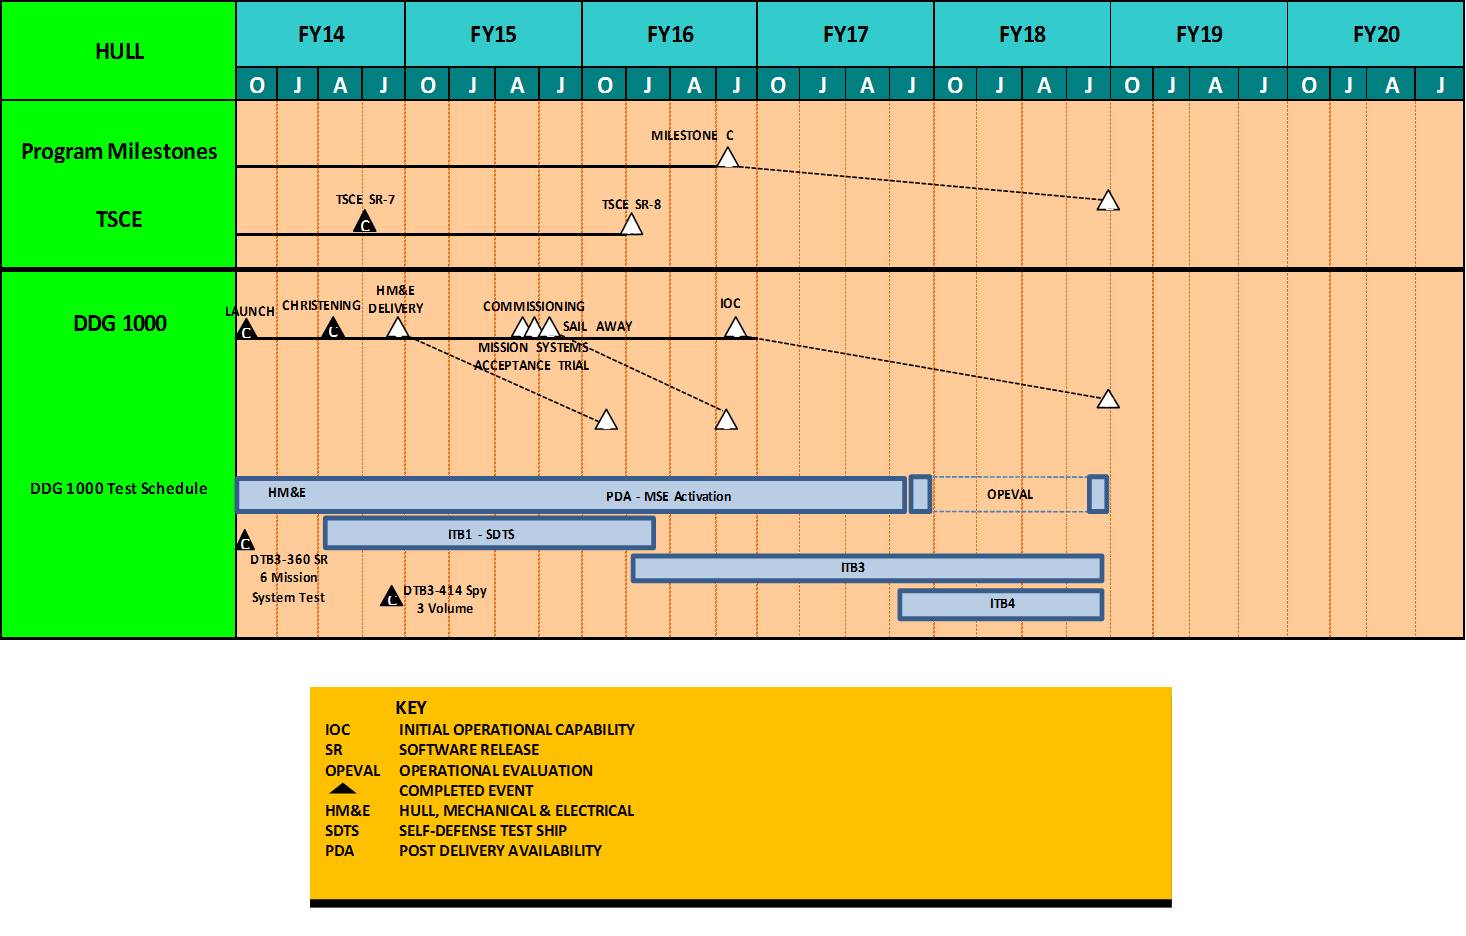 HULL
FY14 FY15 FY16 FY17 FY18 FY19 FY20
O J A J O J A J O J A J O J A J O J A J O J A J O J A J
Program Milestones
MILESTONE C
TSCE
TSCE SR-7
C
TSCE SR-8
DDG 1000
LAUNCH
C
CHRISTENING
C
HM&E
DELIVERY
COMMISSIONING
SAIL AWAY
MISSION SYSTEMS
ACCEPTANCE TRIAL
IOC
DDG 1000 Test Schedule
HM&E
PDA - MSE Activation
OPEVAL
ITB1 - SDTS
C
DTB3-360 SR
6 Mission
System Test
ITB3
C
DTB3-414 Spy
3 Volume
ITB4
KEY
IOC INITIAL OPERATIONAL CAPABILITY
SR SOFTWARE RELEASE
OPEVAL OPERATIONAL EVALUATION
COMPLETED EVENT
HM&E HULL, MECHANICAL & ELECTRICAL
SDTS SELF-DEFENSE TEST SHIP
PDA POST DELIVERY AVAILABILITY